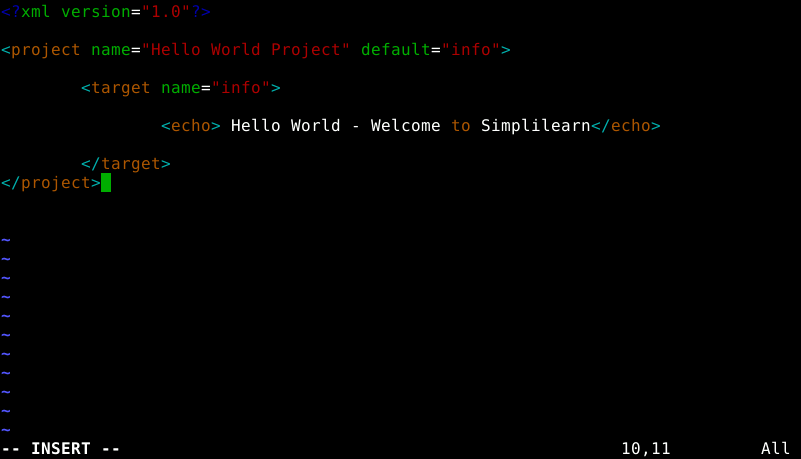 <?xml version="1.0"?>
<project name="Hello World Project" default="info">
<target name="info">
<echo> Hello World - Welcome to Simplilearn</echo>
</target>
</project>
~
~
~
~
~
~
~
~
~
~
~
-- INSERT -- 10,11 All